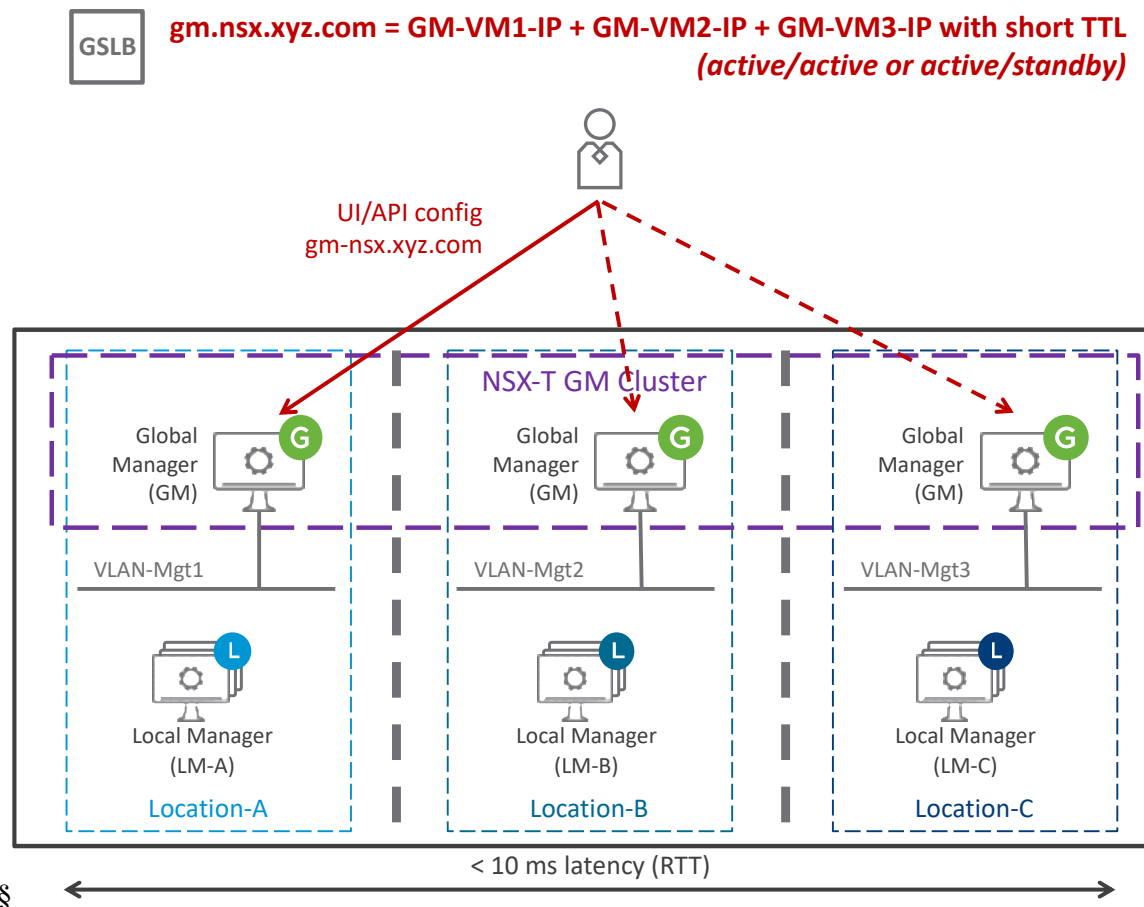 GSLB
gm.nsx.xyz.com = GM-VM1-IP + GM-VM2-IP + GM-VM3-IP with short TTL
(active/active or active/standby)
UI/API config
gm-nsx.xyz.com
NSX-T GM Cluster
Global
Manager
(GM)
G
Global
Manager
(GM)
G
Global
Manager
(GM)
G
VLAN-Mgt1
VLAN-Mgt2
VLAN-Mgt3
L
L
L
Local Manager
(LM-A)
Local Manager
(LM-B)
Local Manager
(LM-C)
Location-A
Location-B
Location-C
< 10 ms latency (RTT)
§